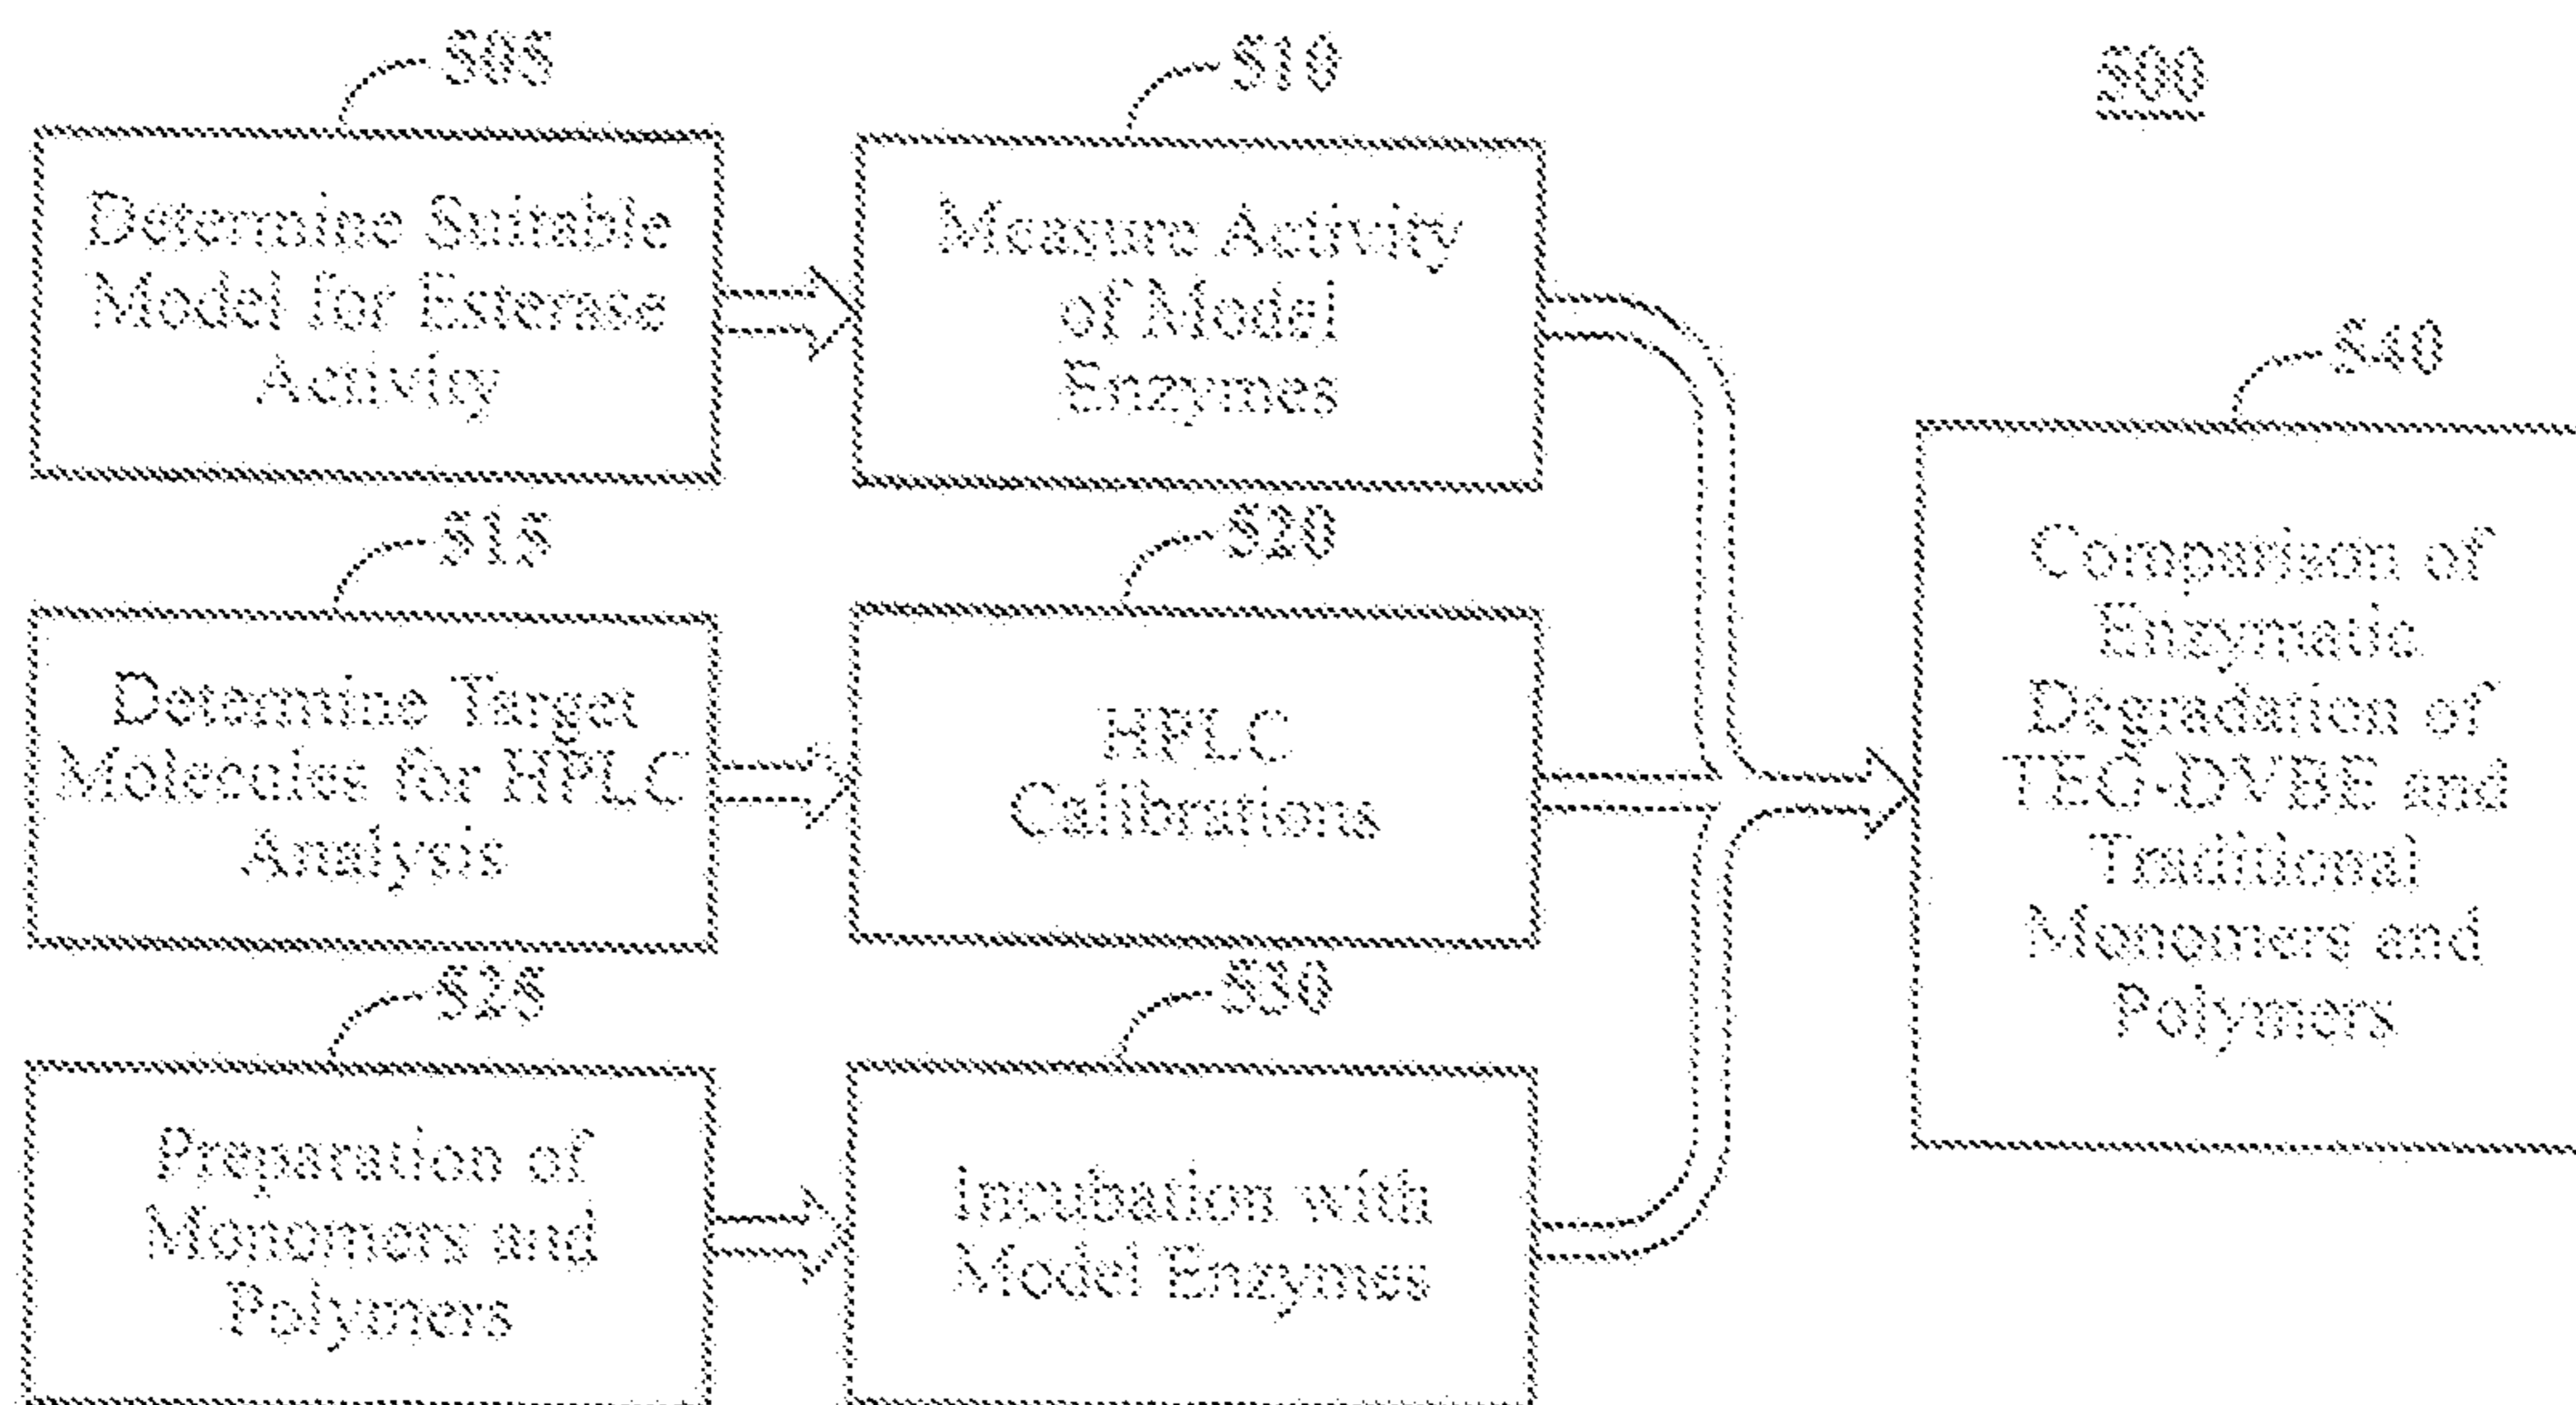 505
510
500
Determine Suitable
Model for Esterase
Activity
Measure Activity
of Model
Enzymes
540
515
520
Determine Target
Molecules for HPLC
Analysis
HPLC
Calibrations
Comparison of
Enzymatic
Degradation of
TEG-DVBE and
Traditional
Monomers and
Polymers
525
530
Preparation of
Monomers and
Polymers
Incubation with
Model Enzymes